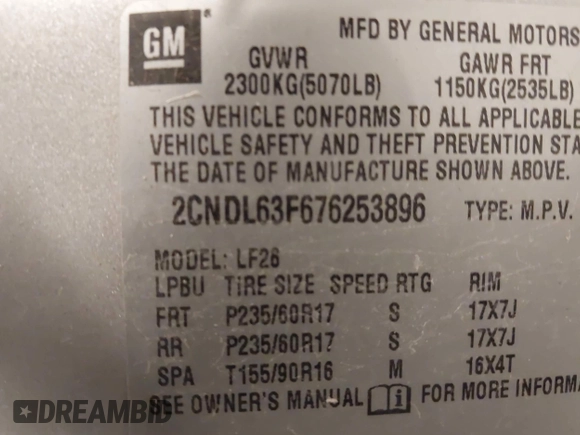 GM
MFD BY GENERAL MOTORS
GVWR GAWR FRT
2300KG(5070LB) 1150KG(2535LB)
THIS VEHICLE CONFORMS TO ALL APPLICABLE
VEHICLE SAFETY AND THEFT PREVENTION STA
THE DATE OF MANUFACTURE SHOWN ABOVE.
2CNDL63F676253896 TYPE: M.P.V.
MODEL: LF26
LPBU TIRE SIZE SPEED RTG RIM
FRT P235/60R17 S 17X7J
RR P235/60R17 S 17X7J
SPA T155/90R16 M 16X4T
SEE OWNER'S MANUAL i FOR MORE INFORMA
DREAMBID